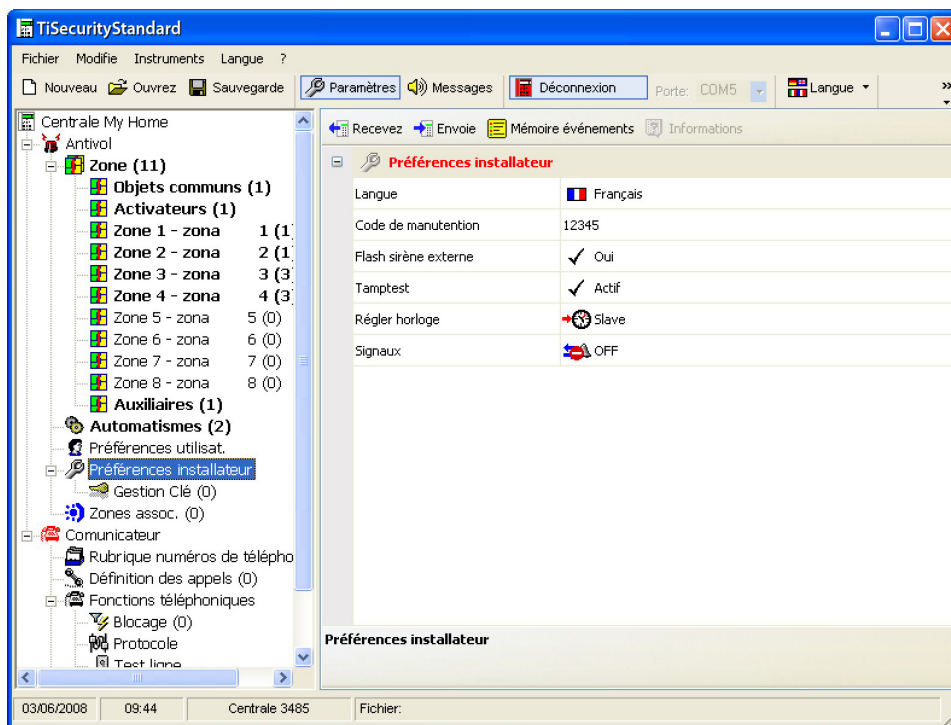 TiSecurityStandard
Fichier Modifie Instruments Langue ?
Nouveau Ouvrez Sauvegarde Paramètres Messages Déconnexion Porte: COM5 Langue »
Centrale My Home
Antivol
Zone (11)
Objets communs (1)
Activateurs (1)
Zone 1 - zona 1 (1)
Zone 2 - zona 2 (1)
Zone 3 - zona 3 (3)
Zone 4 - zona 4 (3)
Zone 5 - zona 5 (0)
Zone 6 - zona 6 (0)
Zone 7 - zona 7 (0)
Zone 8 - zona 8 (0)
Auxiliaires (1)
Automatismes (2)
Préférences utilisat.
Préférences installateur
Gestion Clé (0)
Zones assoc. (0)
Comunicateur
Rubrique numéros de télépho
Définition des appels (0)
Fonctions téléphoniques
Blocage (0)
Protocole
Test ligne
Recevez Envoie Mémoire événements Informations
Préférences installateur
Langue Français
Code de manutention 12345
Flash sirène externe Oui
Tamptest Actif
Régler horloge Slave
Signaux OFF
Préférences installateur
03/06/2008 09:44 Centrale 3485 Fichier: